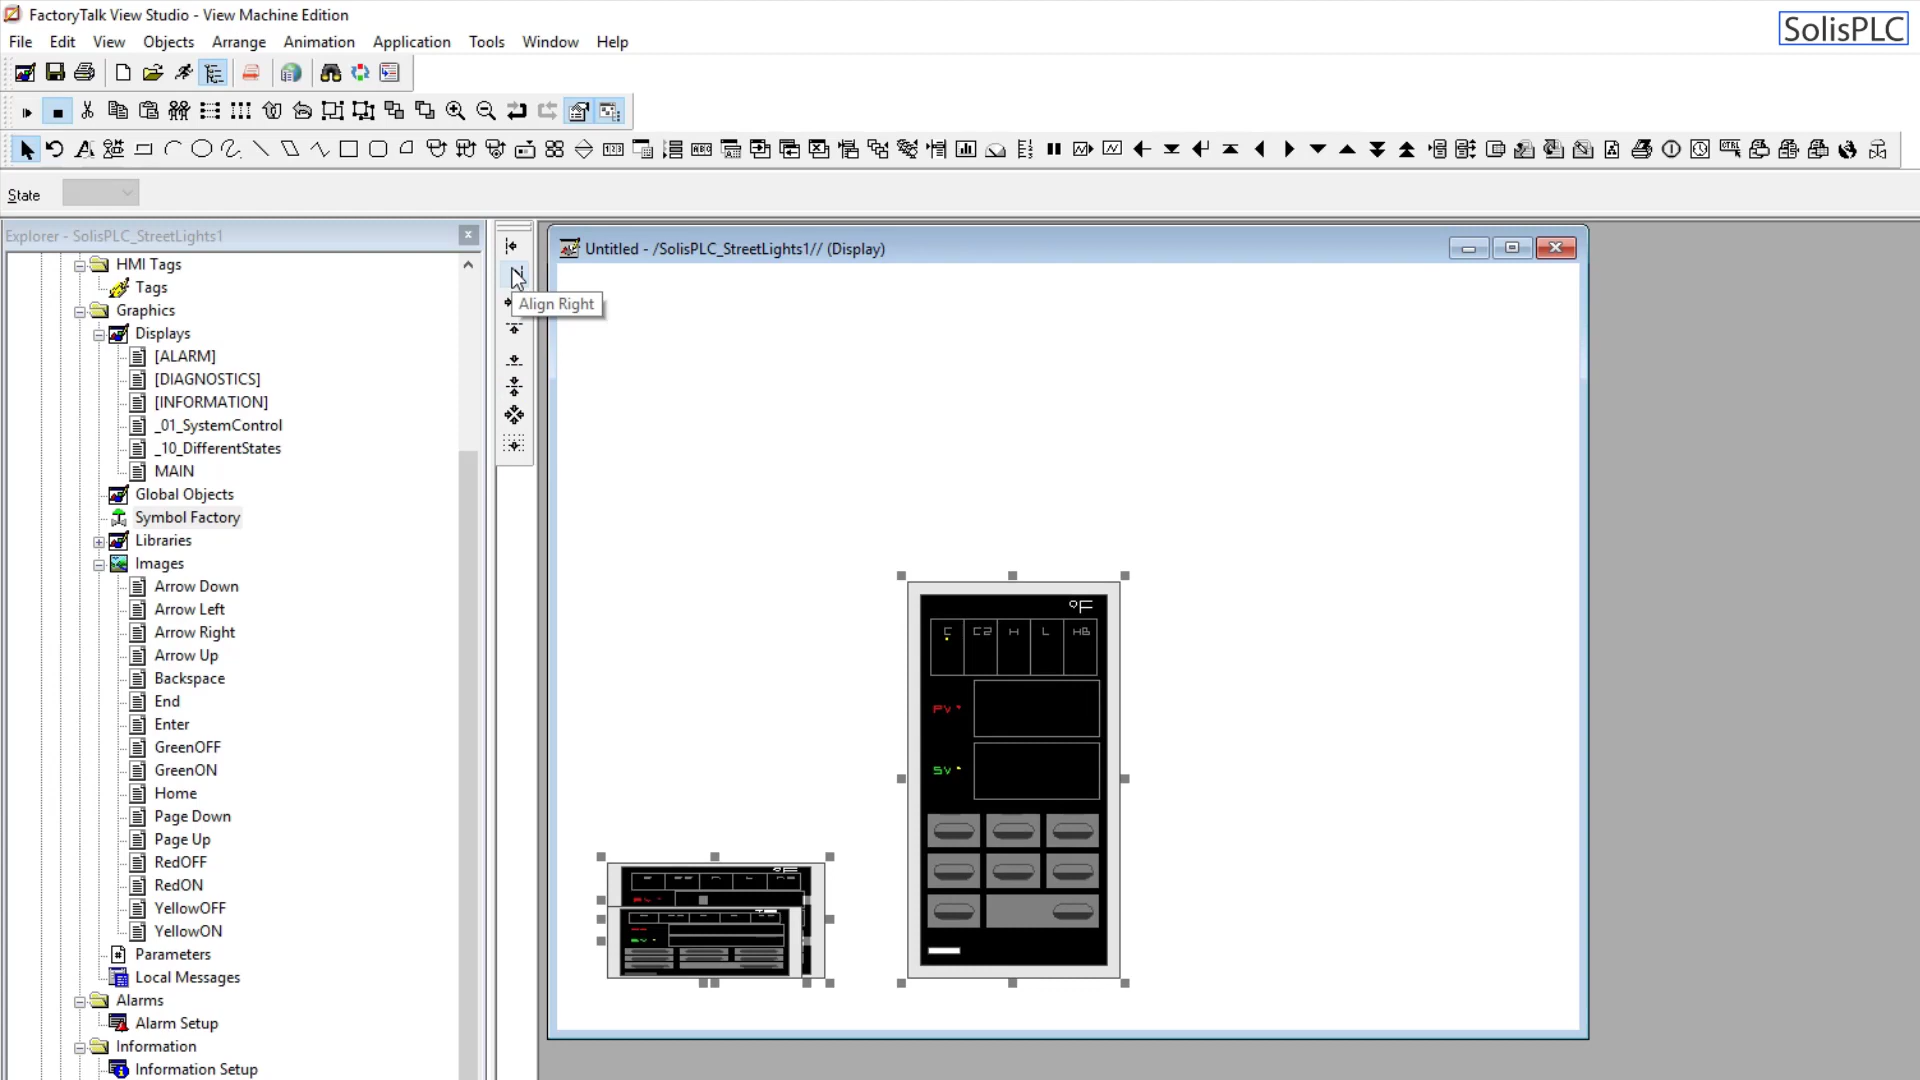 FactoryTalk View Studio - View Machine Edition
SolisPLC
File Edit View Objects Arrange Animation Application Tools Window Help
State
Explorer - SolisPLC_StreetLights1
HMI Tags
Tags
Graphics
Displays
[ALARM]
[DIAGNOSTICS]
[INFORMATION]
_01_SystemControl
_10_DifferentStates
MAIN
Global Objects
Symbol Factory
Libraries
Images
Arrow Down
Arrow Left
Arrow Right
Arrow Up
Backspace
End
Enter
GreenOFF
GreenON
Home
Page Down
Page Up
RedOFF
RedON
YellowOFF
YellowON
Parameters
Local Messages
Alarms
Alarm Setup
Information
Information Setup
Align Right
Untitled - /SolisPLC_StreetLights1// (Display)
°F
C C2 H L HB
PV
SV